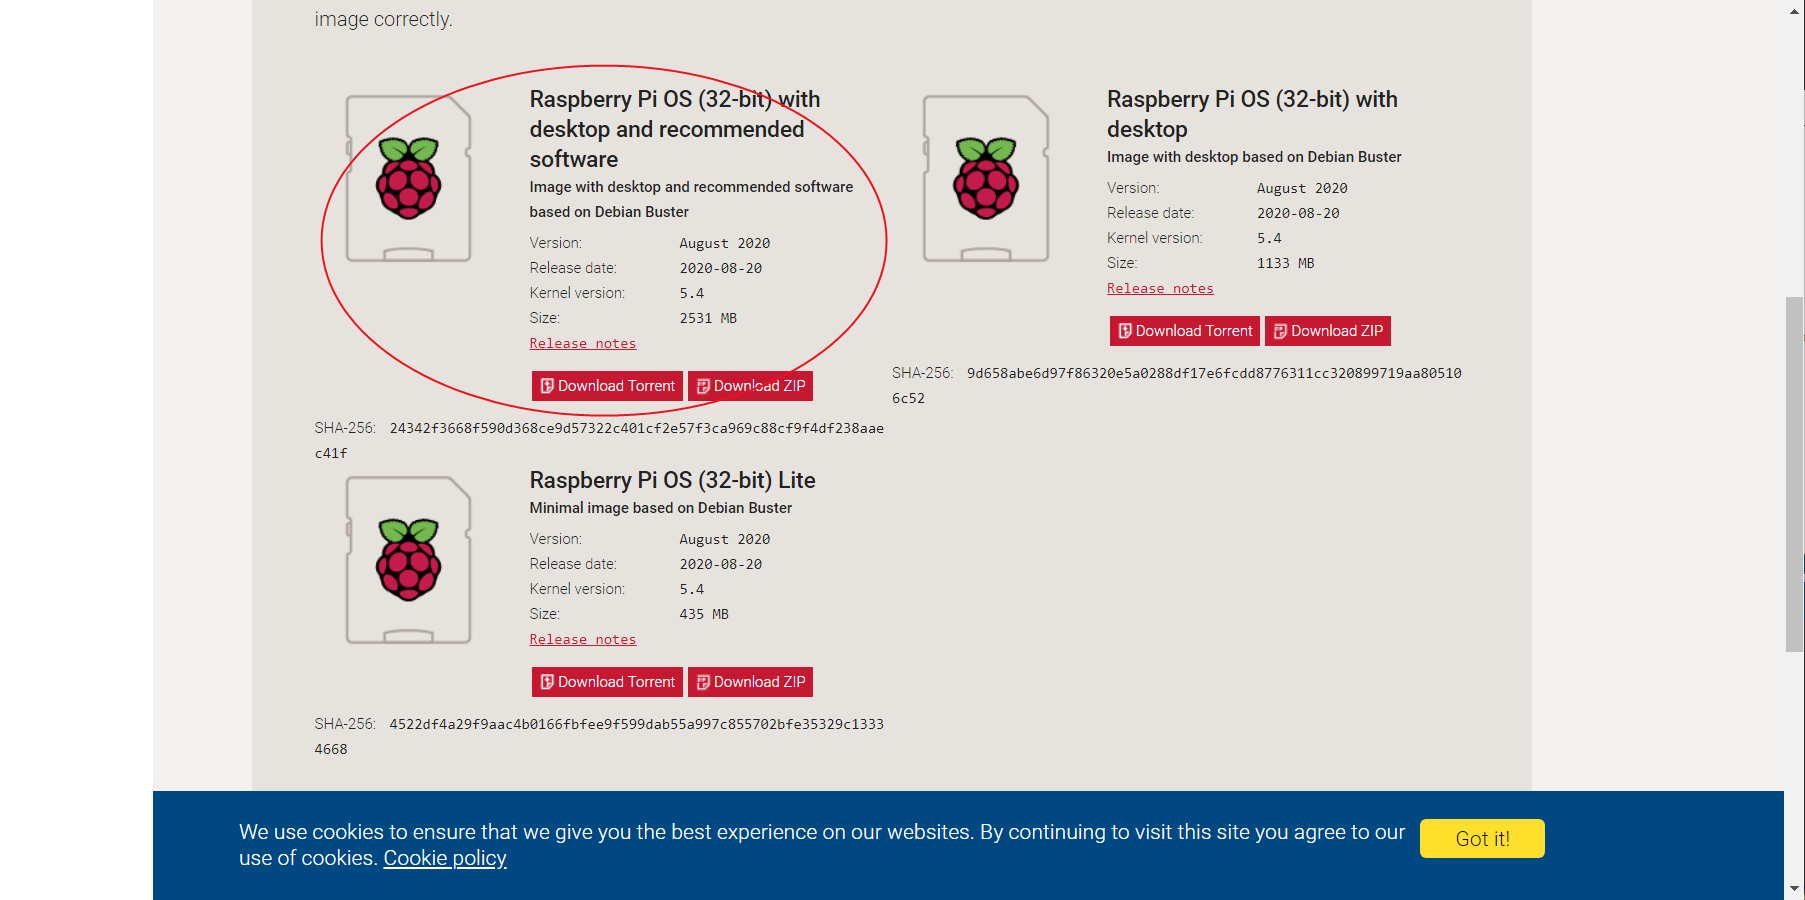 image correctly.
Raspberry Pi OS (32-bit) with
desktop and recommended
software
Image with desktop and recommended software
based on Debian Buster
Version: August 2020
Release date: 2020-08-20
Kernel version: 5.4
Size: 2531 MB
Release notes
Download Torrent Download ZIP
SHA-256: 24342f3668f590d368ce9d57322c401cf2e57f3ca969c88cf9f4df238aae
c41f
Raspberry Pi OS (32-bit) with
desktop
Image with desktop based on Debian Buster
Version: August 2020
Release date: 2020-08-20
Kernel version: 5.4
Size: 1133 MB
Release notes
Download Torrent Download ZIP
SHA-256: 9d658abe6d97f86320e5a0288df17e6fcdd8776311cc320899719aa80510
6c52
Raspberry Pi OS (32-bit) Lite
Minimal image based on Debian Buster
Version: August 2020
Release date: 2020-08-20
Kernel version: 5.4
Size: 435 MB
Release notes
Download Torrent Download ZIP
SHA-256: 4522df4a29f9aac4b0166fbfee9f599dab55a997c855702bfe35329c1333
4668
We use cookies to ensure that we give you the best experience on our websites. By continuing to visit this site you agree to our
use of cookies. Cookie policy
Got it!